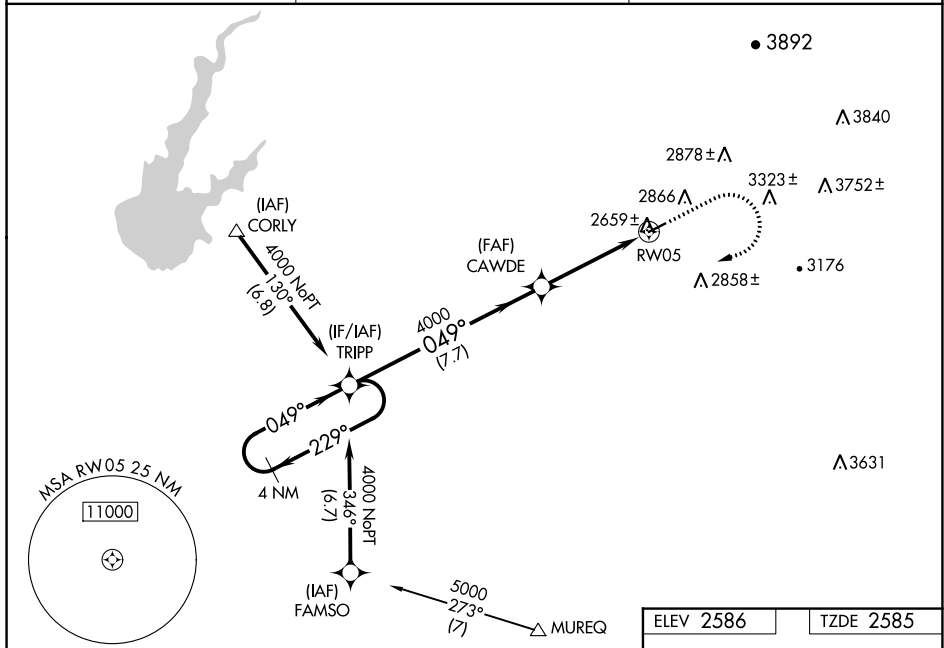 3892
3840
2878±
3323±
3752±
2866
2659±
RW05
3176
2858±
(IAF)
CORLY
4000 NoPT
130°
(6.8)
(FAF)
CAWDE
4000
049°
(7.7)
(IF/IAF)
TRIPP
049°
229°
4 NM
4000 NoPT
346°
(6.7)
3631
MSA RW05 25 NM
11000
(IAF)
FAMSO
5000
273°
(7)
MUREQ
ELEV 2586
TZDE 2585